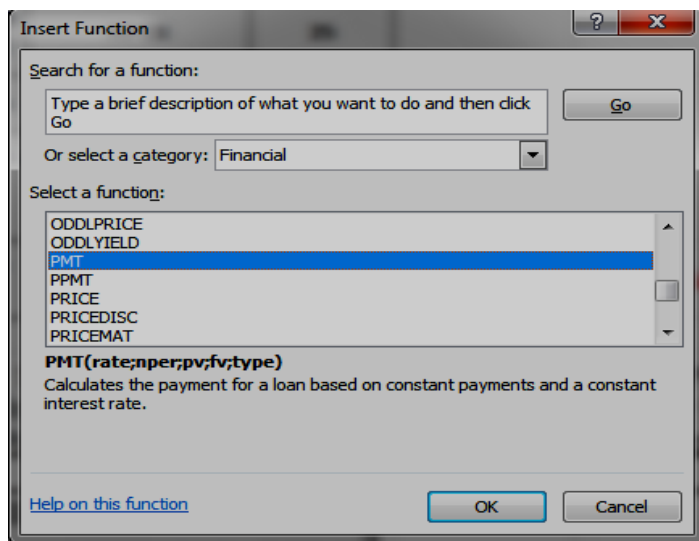 Insert Function
?
Search for a function:
Type a brief description of what you want to do and then click
Go
Go
Or select a category: Financial
Select a function:
ODDLPRICE
ODDLYIELD
PMT
PPMT
PRICE
PRICEDISC
PRICEMAT
PMT(rate;nper;pv;fv;type)
Calculates the payment for a loan based on constant payments and a constant
interest rate.
Help on this function
OK
Cancel